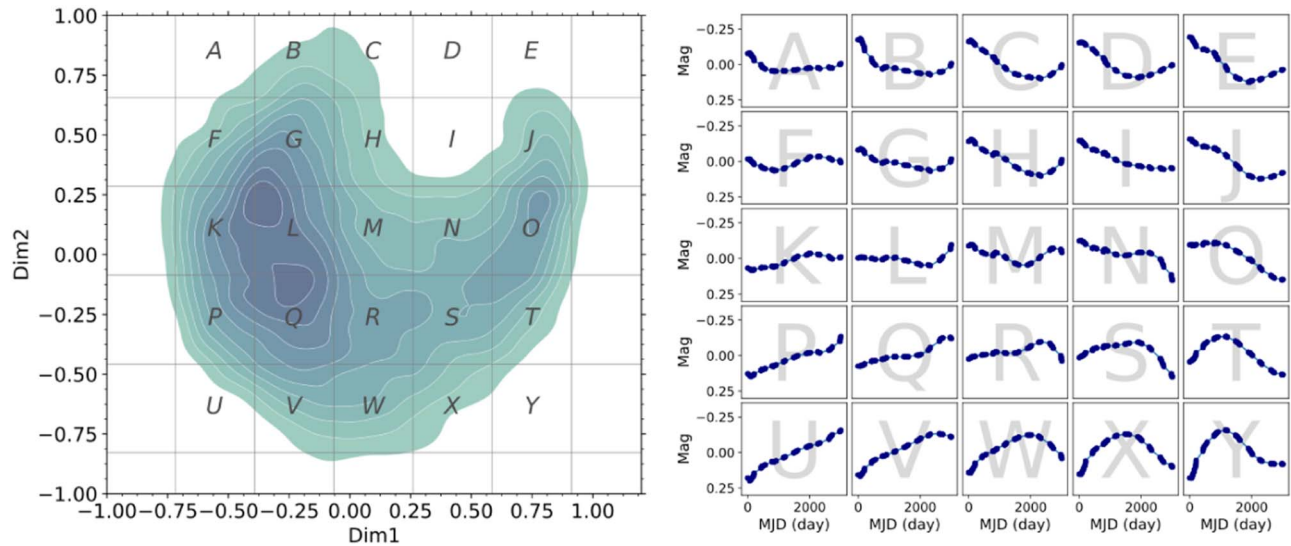 1.00
0.75
0.50
0.25
0.00
−0.25
−0.50
−0.75
−1.00
Dim2
A B C D E
F G H I J
K L M N O
P Q R S T
U V W X Y
−1.00 −0.75 −0.50 −0.25 0.00 0.25 0.50 0.75 1.00
Dim1
Mag −0.25 0.00 0.25 A B C D E
Mag −0.25 0.00 0.25 F G H I J
Mag −0.25 0.00 0.25 K L M N O
Mag −0.25 0.00 0.25 P Q R S T
Mag −0.25 0.00 0.25 U V W X Y
0 2000 0 2000 0 2000 0 2000 0 2000
MJD (day) MJD (day) MJD (day) MJD (day) MJD (day)